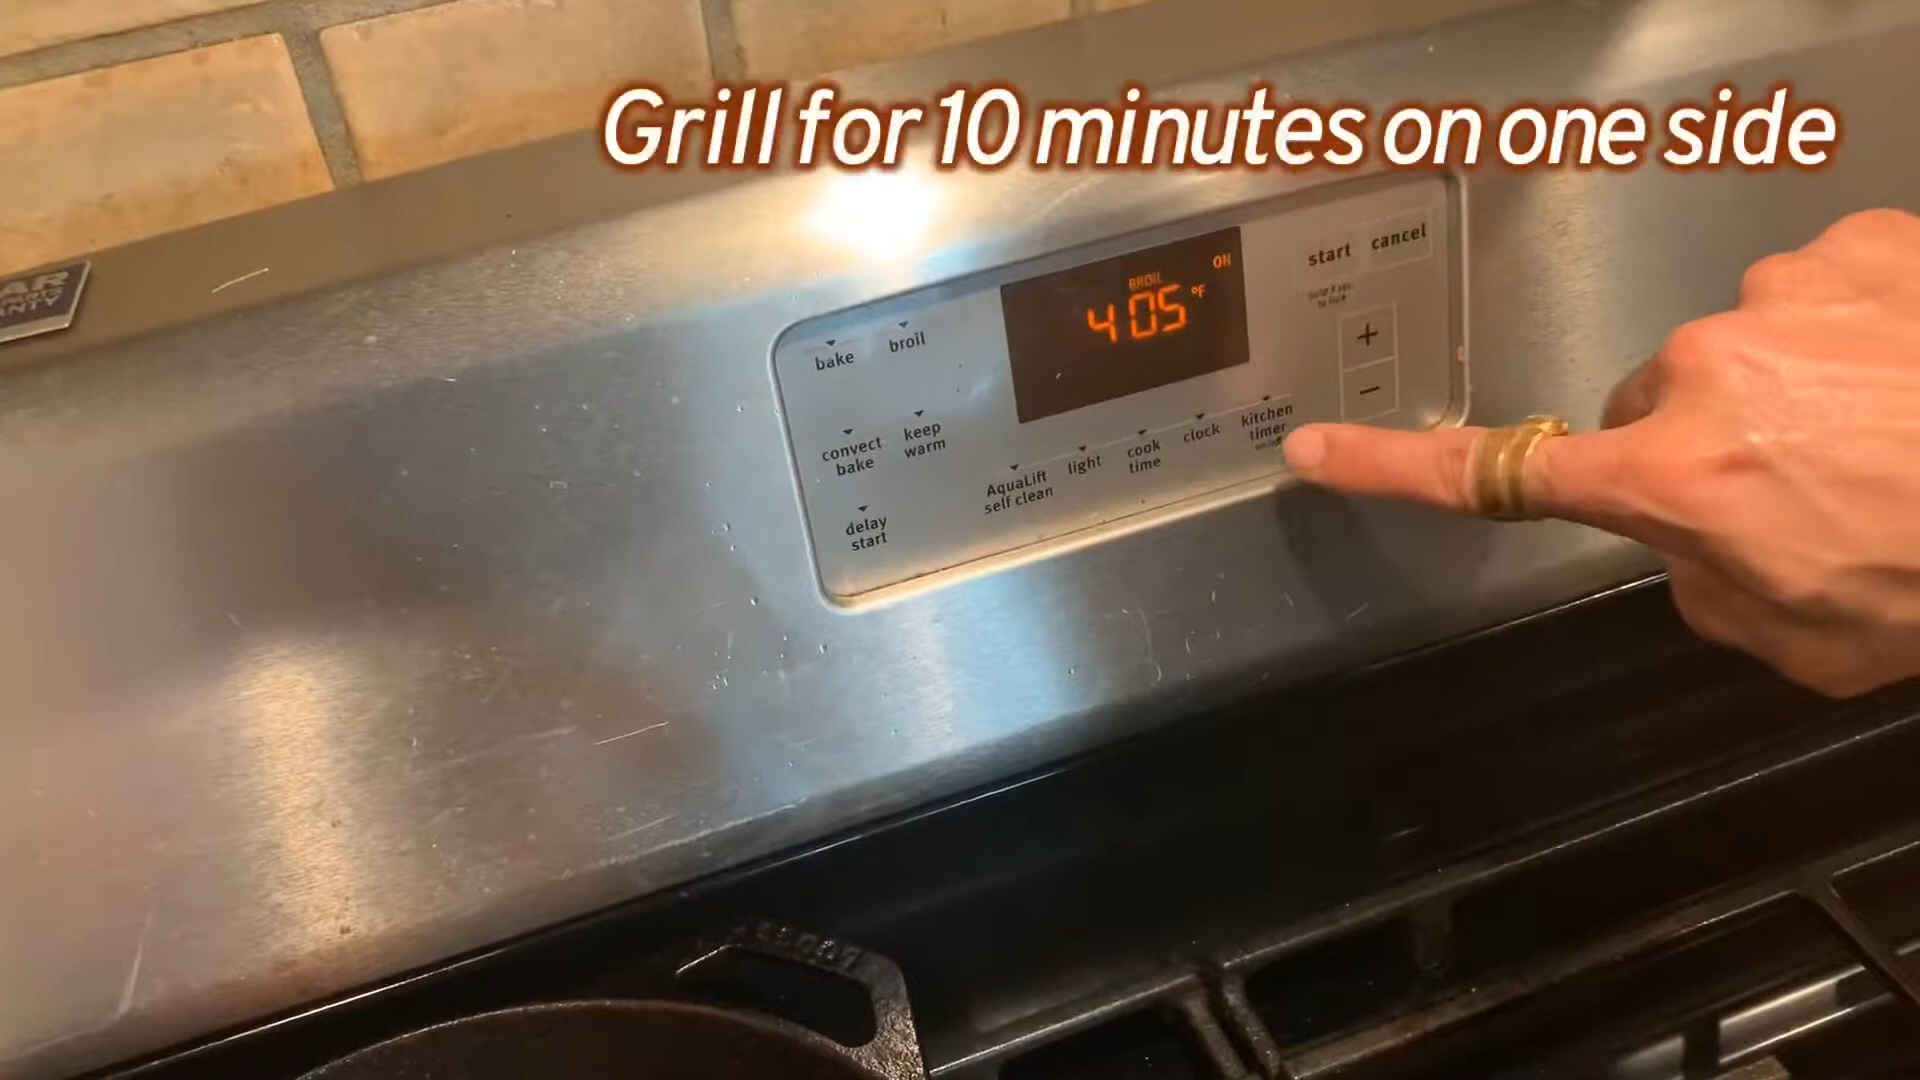 Grill for 10 minutes on one side
BROIL
ON
405 °F
start
cancel
bake
broil
+
-
convect
bake
keep
warm
AquaLift
self clean
light
cook
time
clock
kitchen
timer
delay
start